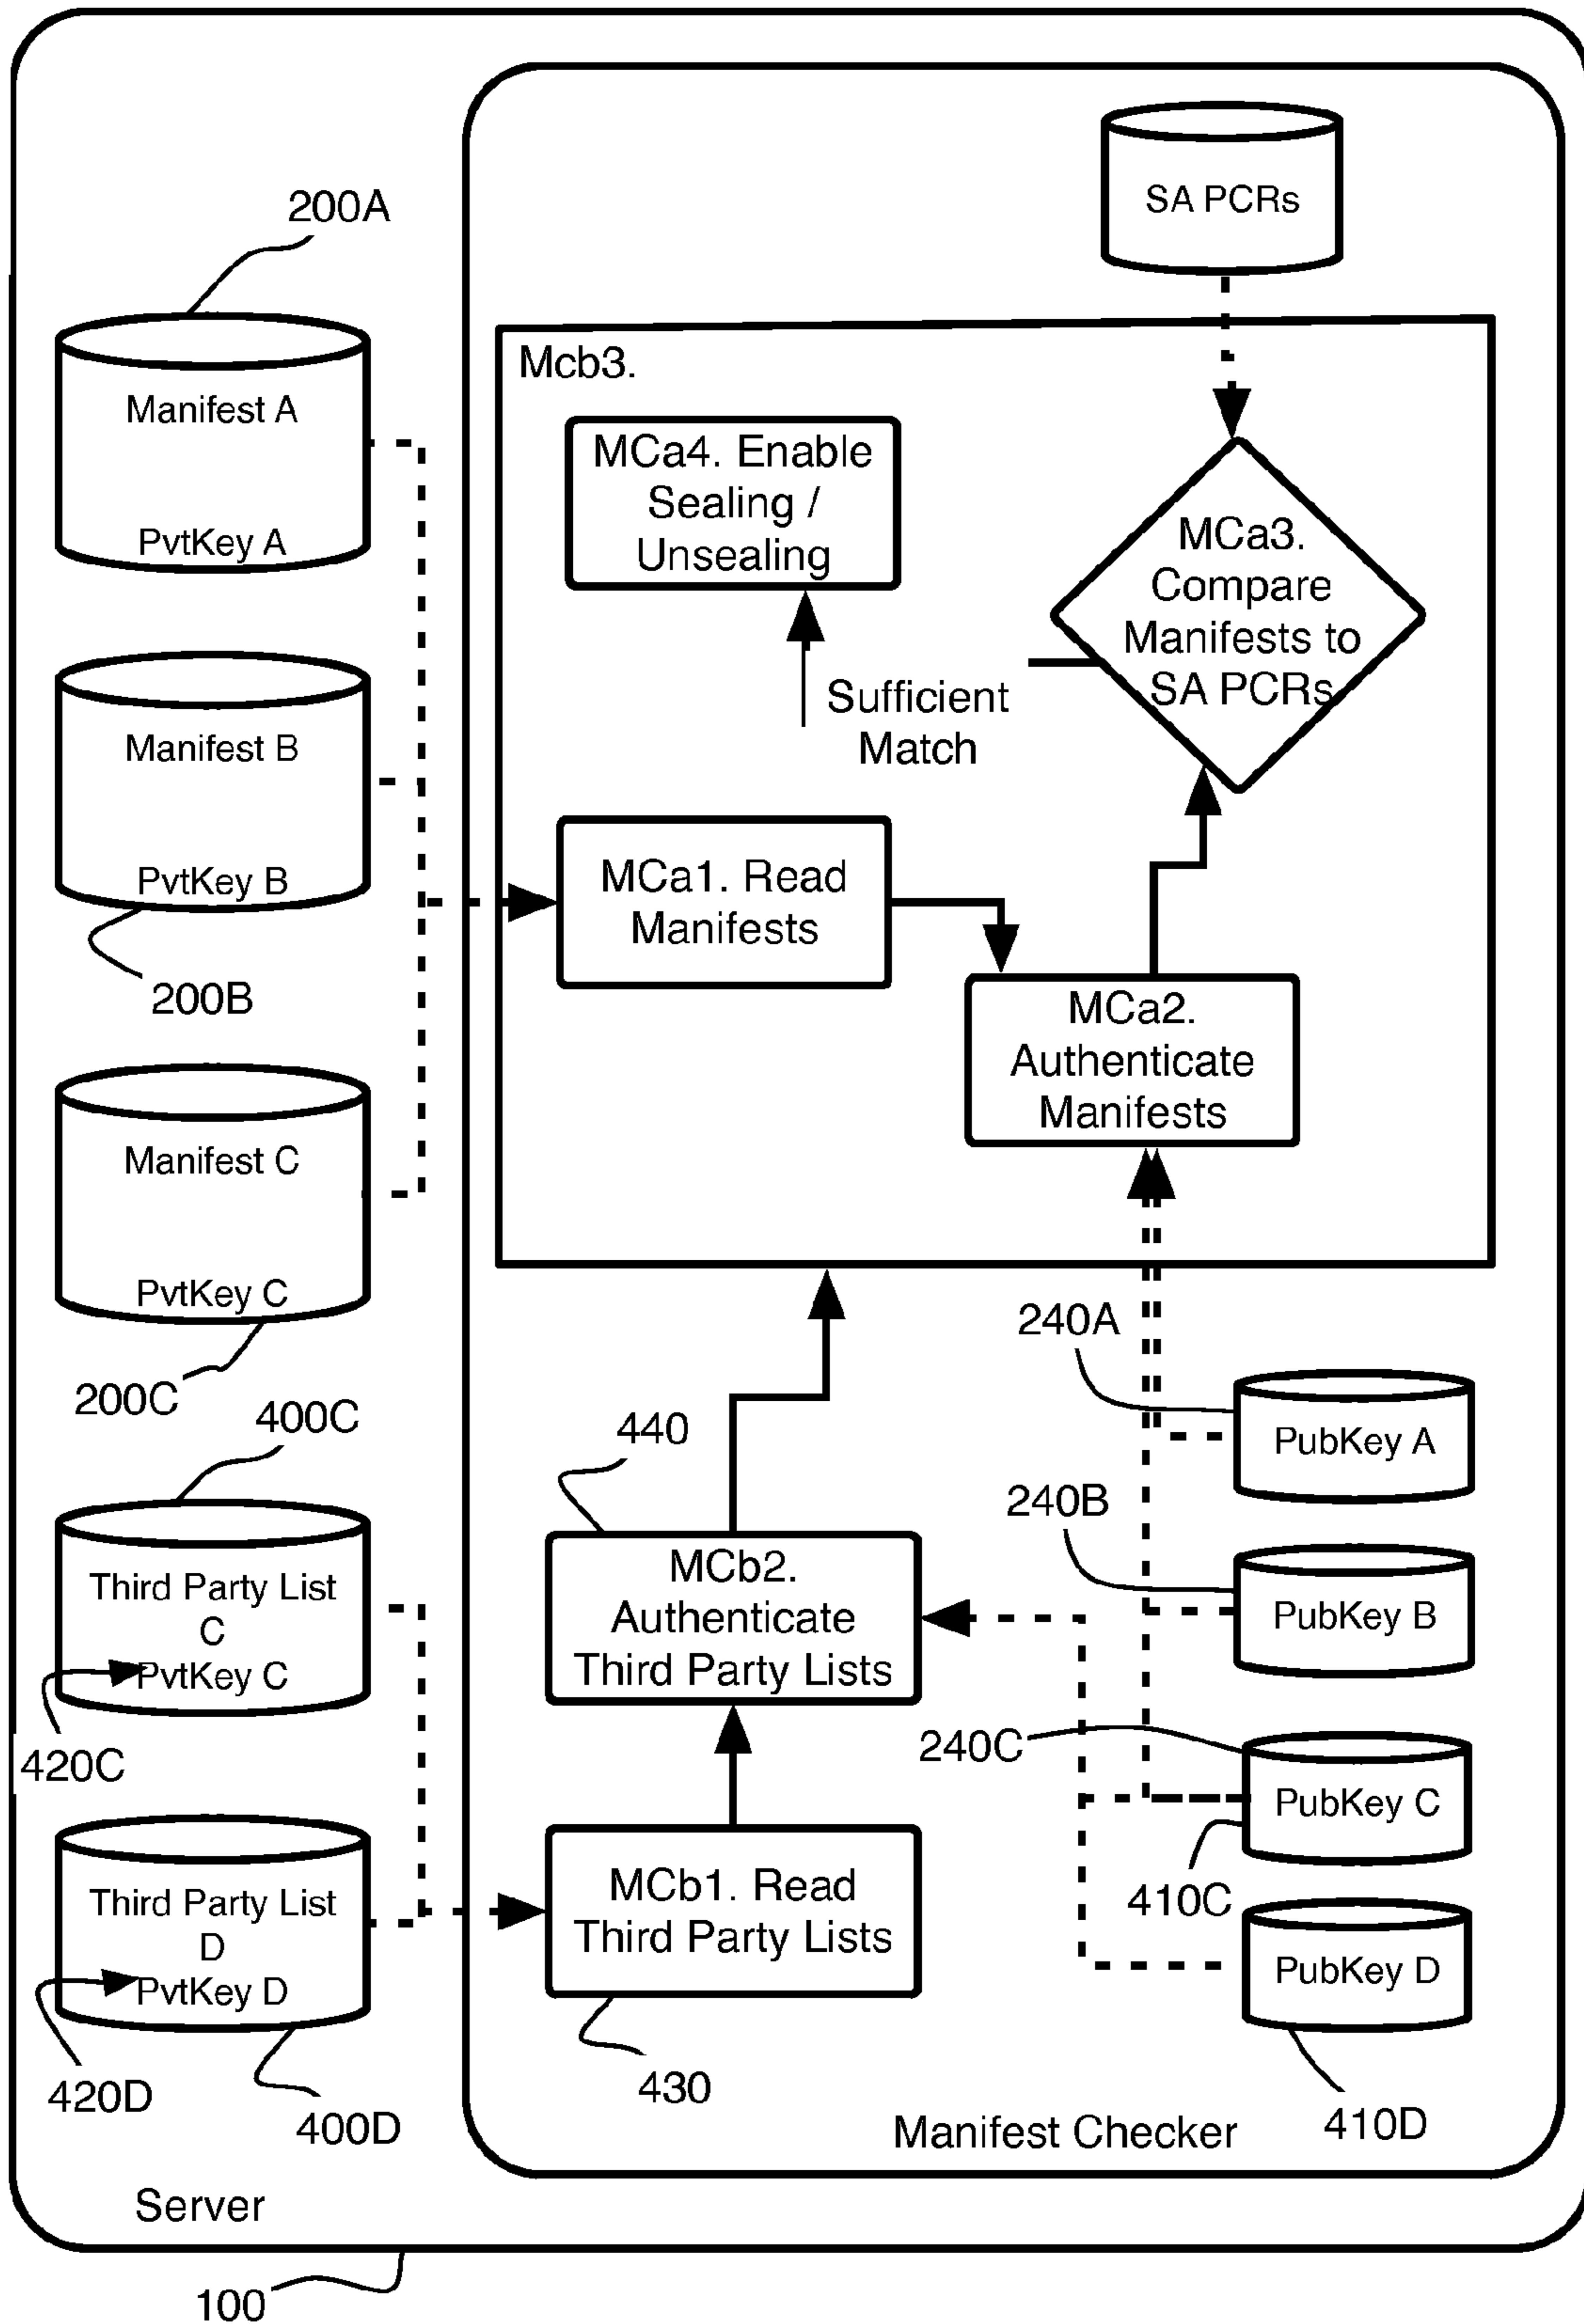 SA PCRs
200A
Mcb3.
Manifest A
PvtKey A
MCa4. Enable
Sealing /
Unsealing
MCa3.
Compare
Manifests to
SA PCRs
Sufficient
Match
Manifest B
PvtKey B
200B
MCa1. Read
Manifests
MCa2.
Authenticate
Manifests
Manifest C
PvtKey C
200C
400C
240A
PubKey A
440
240B
PubKey B
Third Party List
C
PvtKey C
420C
MCb2.
Authenticate
Third Party Lists
240C
PubKey C
410C
Third Party List
D
PvtKey D
420D
400D
MCb1. Read
Third Party Lists
430
PubKey D
410D
Manifest Checker
Server
100